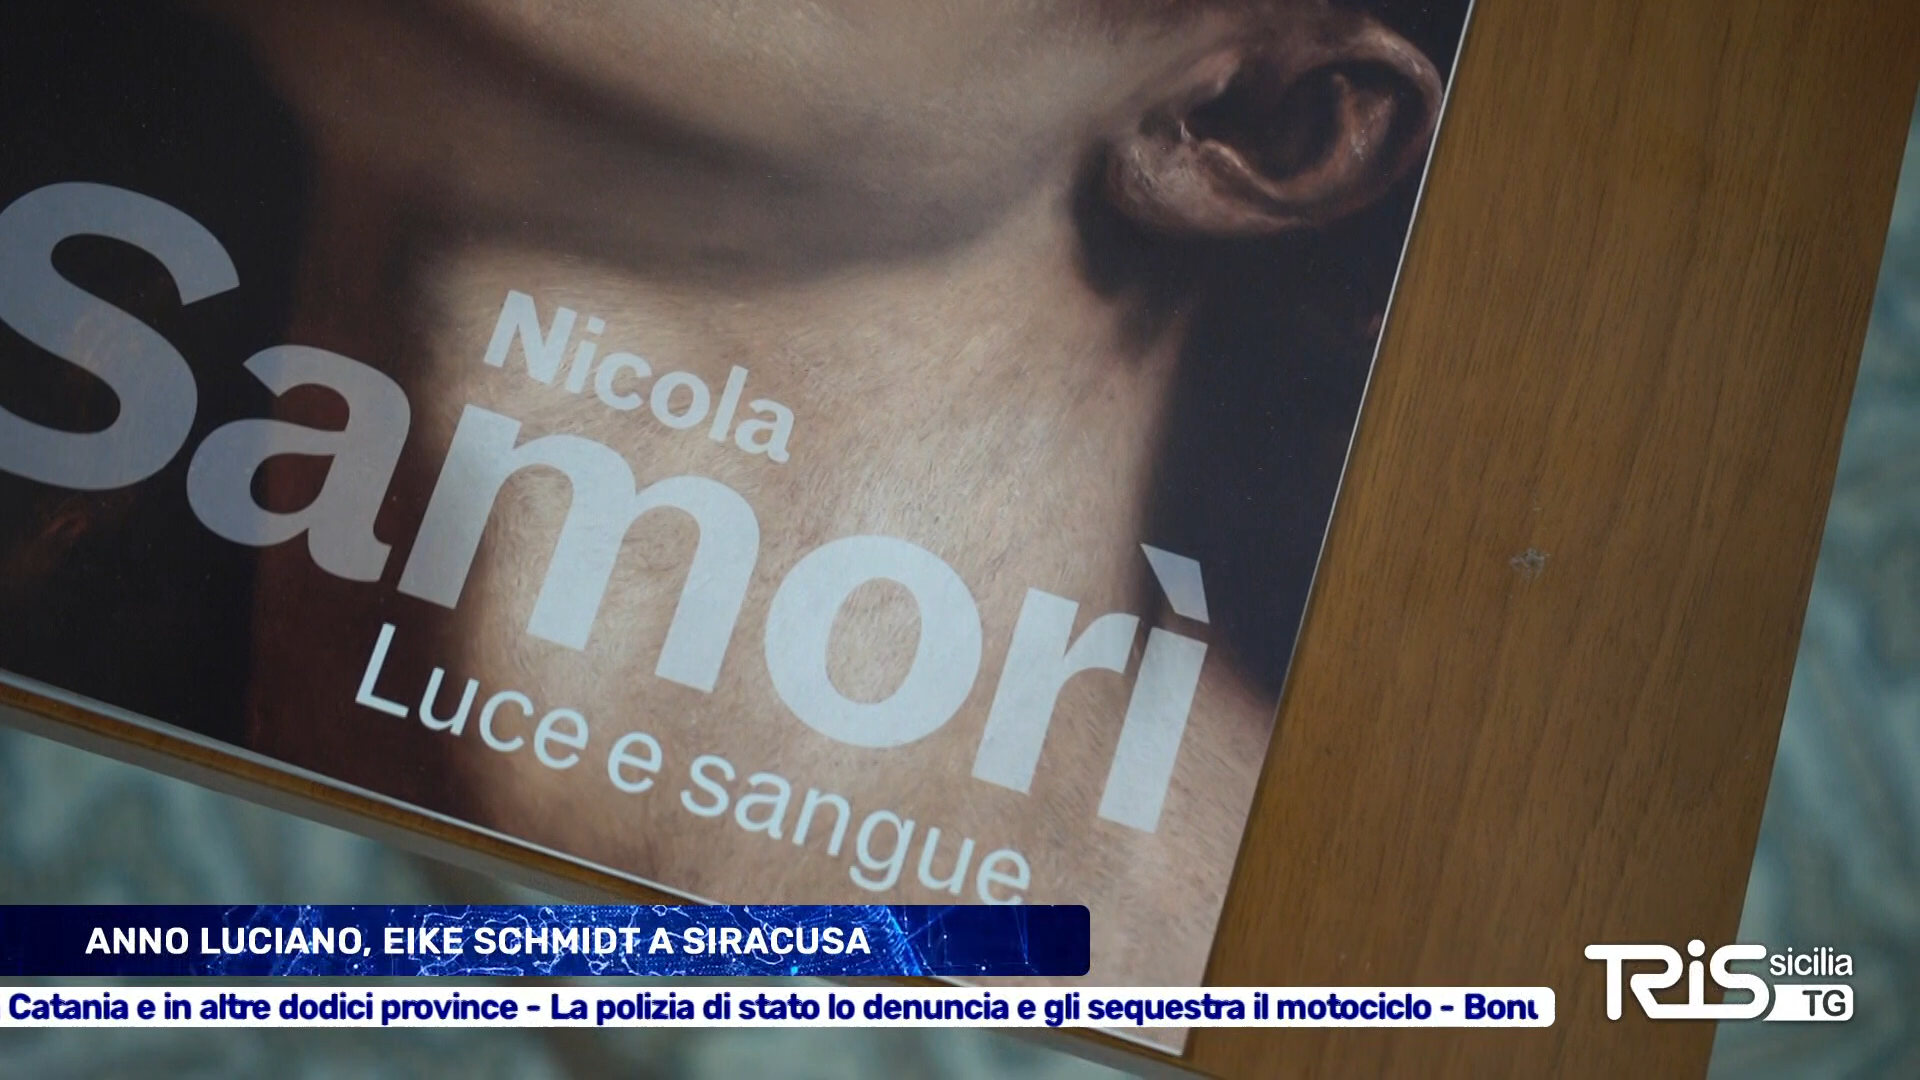 Nicola
Samorì
Luce e sangue
ANNO LUCIANO, EIKE SCHMIDT A SIRACUSA
Catania e in altre dodici province - La polizia di stato lo denuncia e gli sequestra il motociclo - Bonu
TRIS sicilia
TG